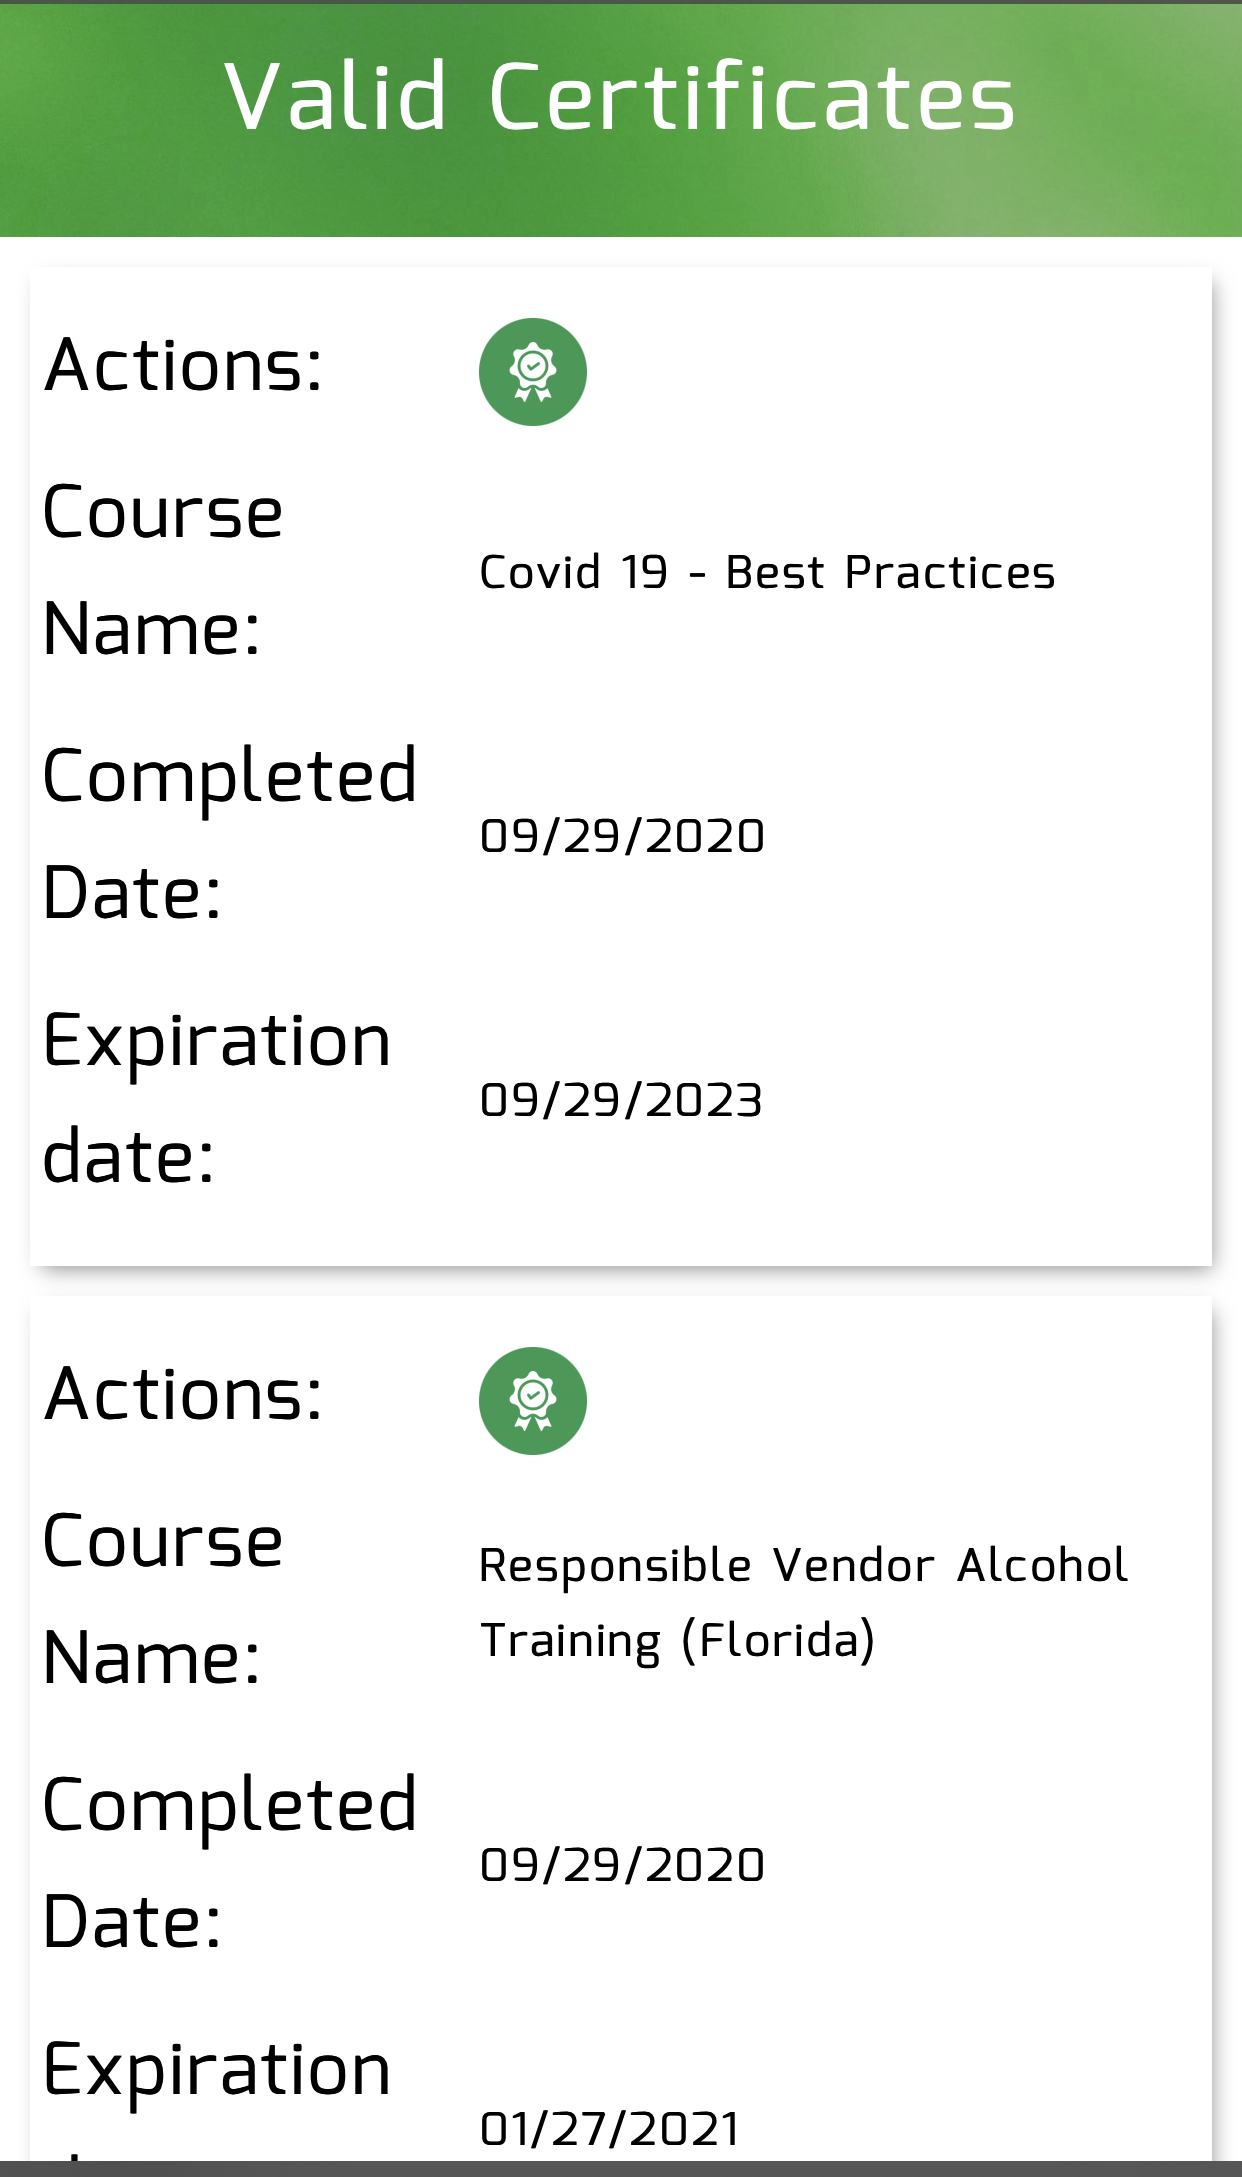 Valid Certificates
Actions:
Course
Name:
Covid 19 - Best Practices
Completed
Date:
09/29/2020
Expiration
date:
09/29/2023
Actions:
Course
Name:
Responsible Vendor Alcohol
Training (Florida)
Completed
Date:
09/29/2020
Expiration
01/27/2021